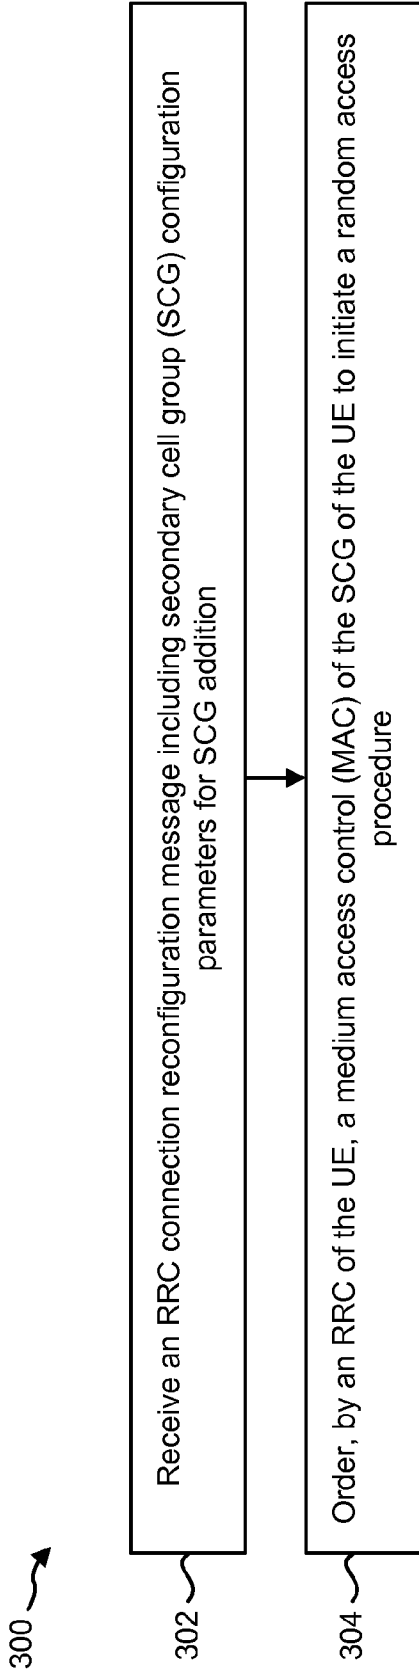 300
302
Receive an RRC connection reconfiguration message including secondary cell group (SCG) configuration
parameters for SCG addition
304
Order, by an RRC of the UE, a medium access control (MAC) of the SCG of the UE to initiate a random access
procedure